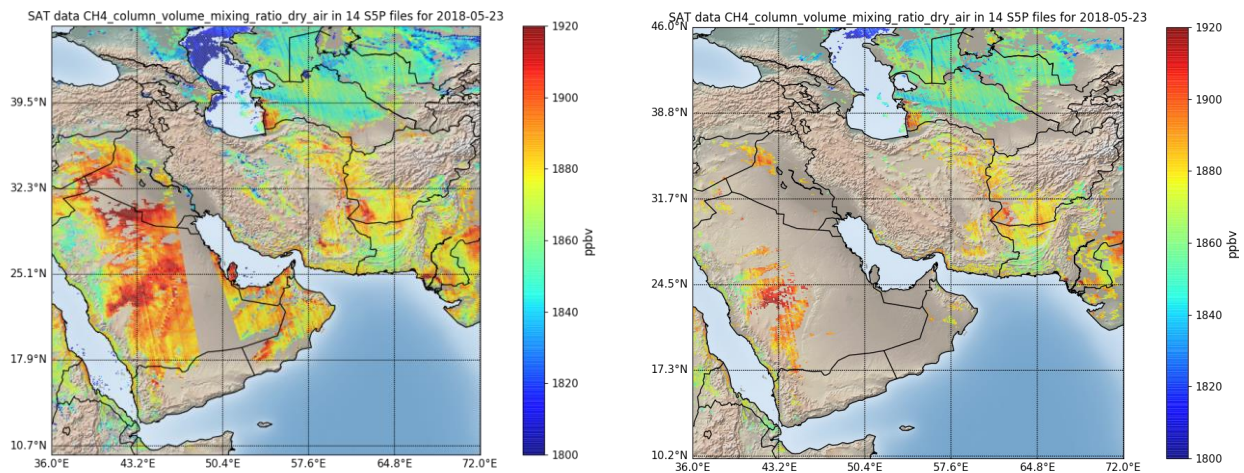 SAT data CH4_column_volume_mixing_ratio_dry_air in 14 S5P files for 2018-05-23
39.5°N
32.3°N
25.1°N
17.9°N
10.7°N
36.0°E 43.2°E 50.4°E 57.6°E 64.8°E 72.0°E
1920
1900
1880
1860
1840
1820
1800
ppbv
SAT data CH4_column_volume_mixing_ratio_dry_air in 14 S5P files for 2018-05-23
46.0°N
38.8°N
31.7°N
24.5°N
17.3°N
10.2°N
36.0°E 43.2°E 50.4°E 57.6°E 64.8°E 72.0°E
1920
1900
1880
1860
1840
1820
1800
ppbv